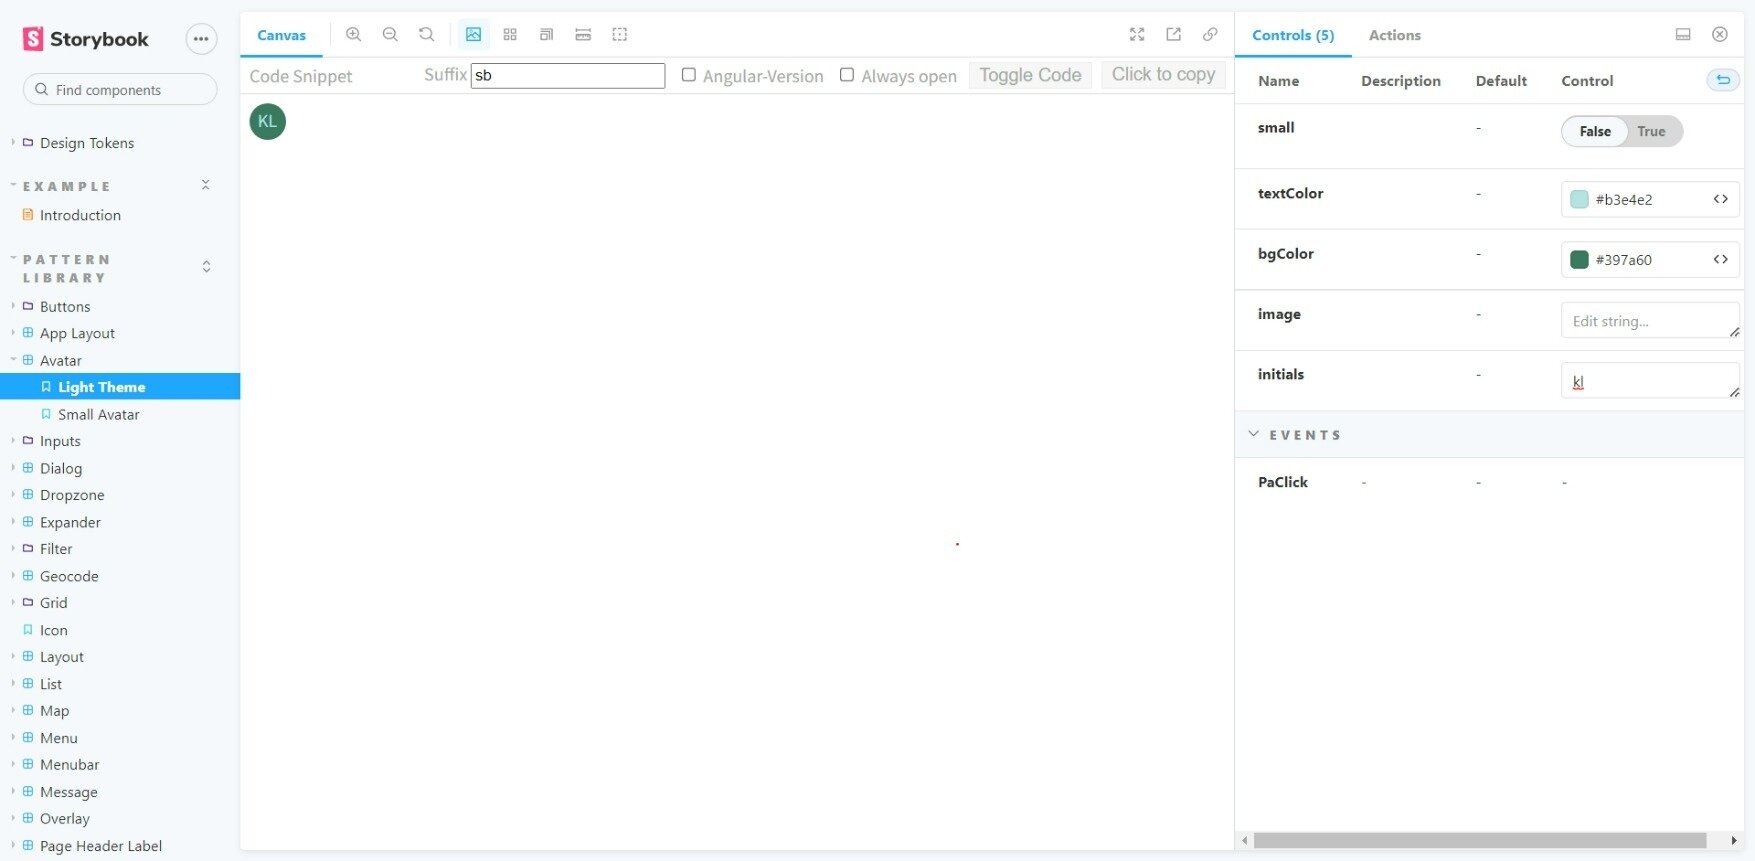 Storybook
Find components
Design Tokens
EXAMPLE
Introduction
PATTERN
LIBRARY
Buttons
App Layout
Avatar
Light Theme
Small Avatar
Inputs
Dialog
Dropzone
Expander
Filter
Geocode
Grid
Icon
Layout
List
Map
Menu
Menubar
Message
Overlay
Page Header Label
Canvas
Code Snippet Suffix sb Angular-Version Always open Toggle Code Click to copy
KL
Controls (5) Actions
Name Description Default Control
small - False True
textColor - #b3e4e2
bgColor - #397a60
image - Edit string...
initials - kl
EVENTS
PaClick - - -